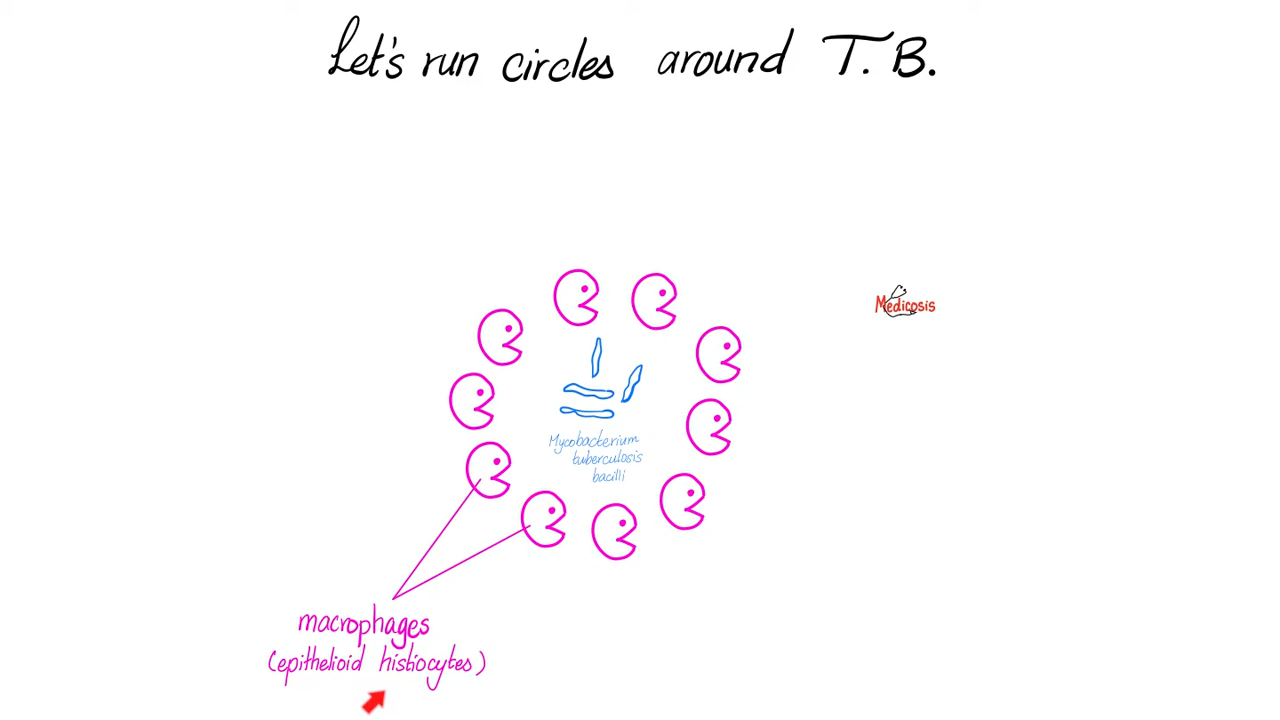 Let's run circles around T.B.
Medicosis
Mycobacterium
tuberculosis
bacilli
macrophages
(epithelioid histiocytes)